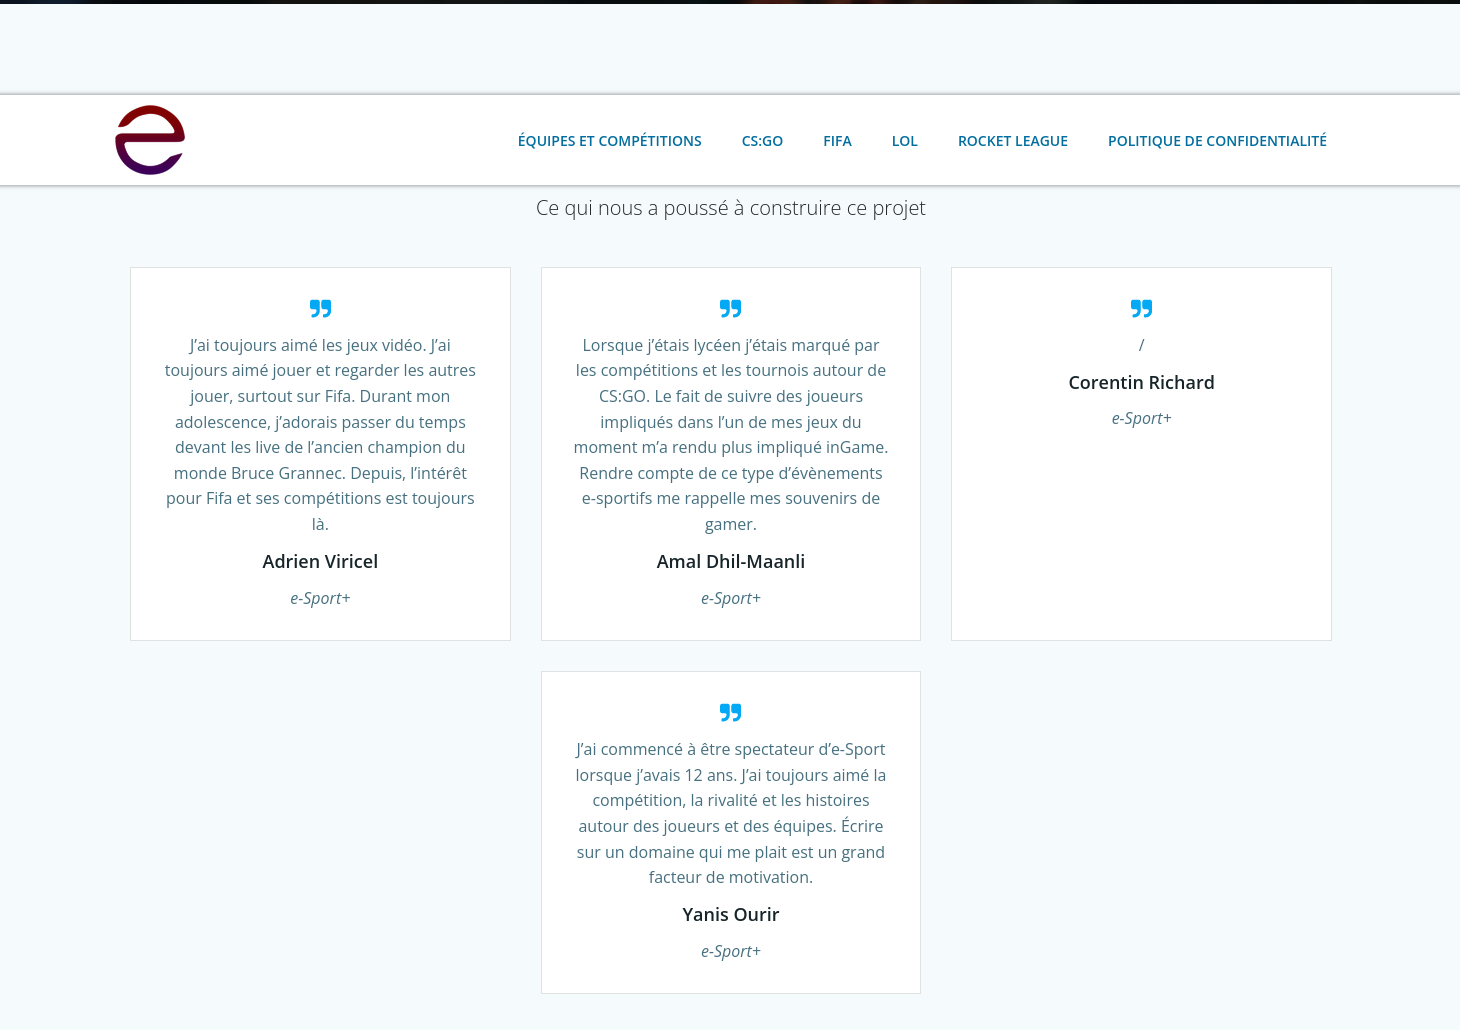 ÉQUIPES ET COMPÉTITIONS CS:GO FIFA LOL ROCKET LEAGUE POLITIQUE DE CONFIDENTIALITÉ
Ce qui nous a poussé à construire ce projet
J’ai toujours aimé les jeux vidéo. J’ai
toujours aimé jouer et regarder les autres
jouer, surtout sur Fifa. Durant mon
adolescence, j’adorais passer du temps
devant les live de l’ancien champion du
monde Bruce Grannec. Depuis, l’intérêt
pour Fifa et ses compétitions est toujours
là.
Adrien Viricel
e-Sport+
Lorsque j’étais lycéen j’étais marqué par
les compétitions et les tournois autour de
CS:GO. Le fait de suivre des joueurs
impliqués dans l’un de mes jeux du
moment m’a rendu plus impliqué inGame.
Rendre compte de ce type d’évènements
e-sportifs me rappelle mes souvenirs de
gamer.
Amal Dhil-Maanli
e-Sport+
/
Corentin Richard
e-Sport+
J’ai commencé à être spectateur d’e-Sport
lorsque j’avais 12 ans. J’ai toujours aimé la
compétition, la rivalité et les histoires
autour des joueurs et des équipes. Écrire
sur un domaine qui me plait est un grand
facteur de motivation.
Yanis Ourir
e-Sport+